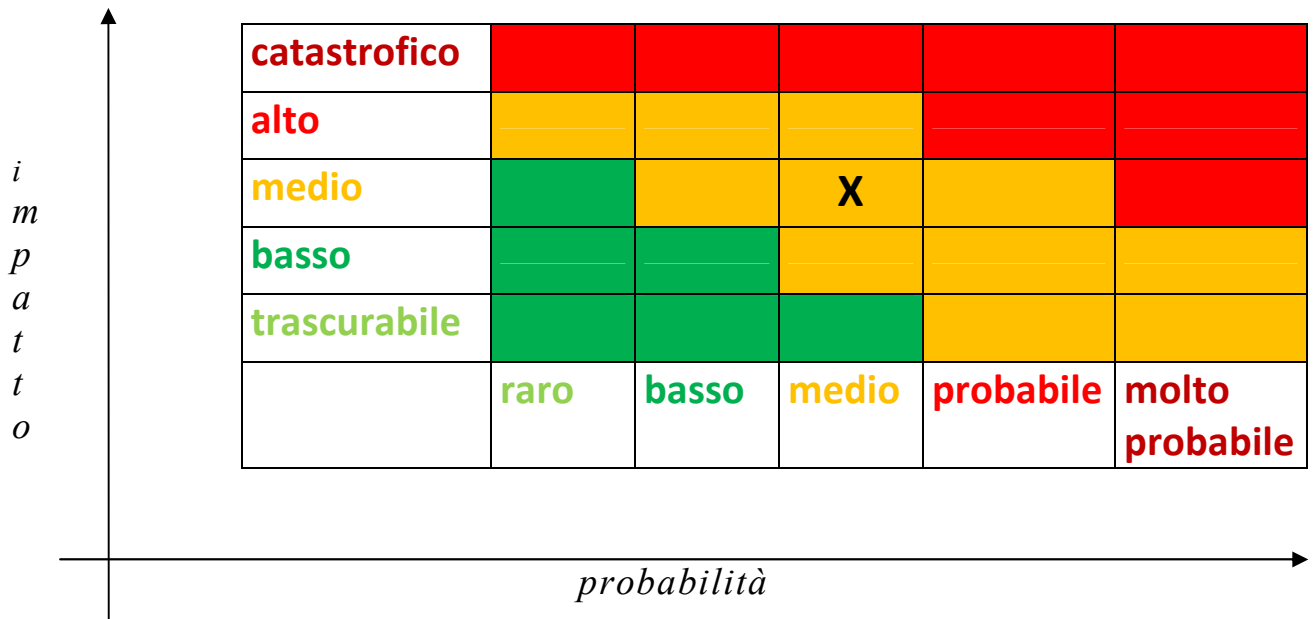 catastrofico
alto
medio X
basso
trascurabile
raro basso medio probabile molto
probabile
i
m
p
a
t
t
o
probabilità